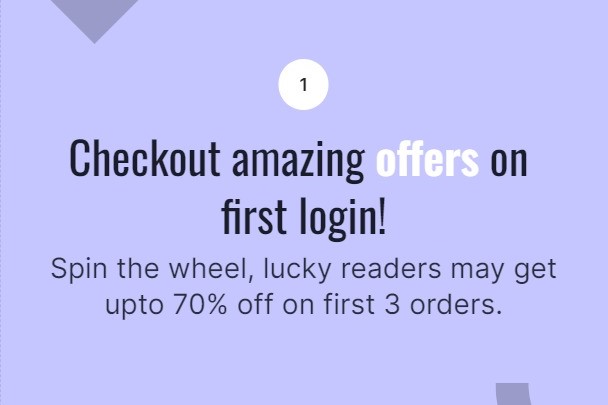 1
Checkout amazing offers on
first login!
Spin the wheel, lucky readers may get
upto 70% off on first 3 orders.